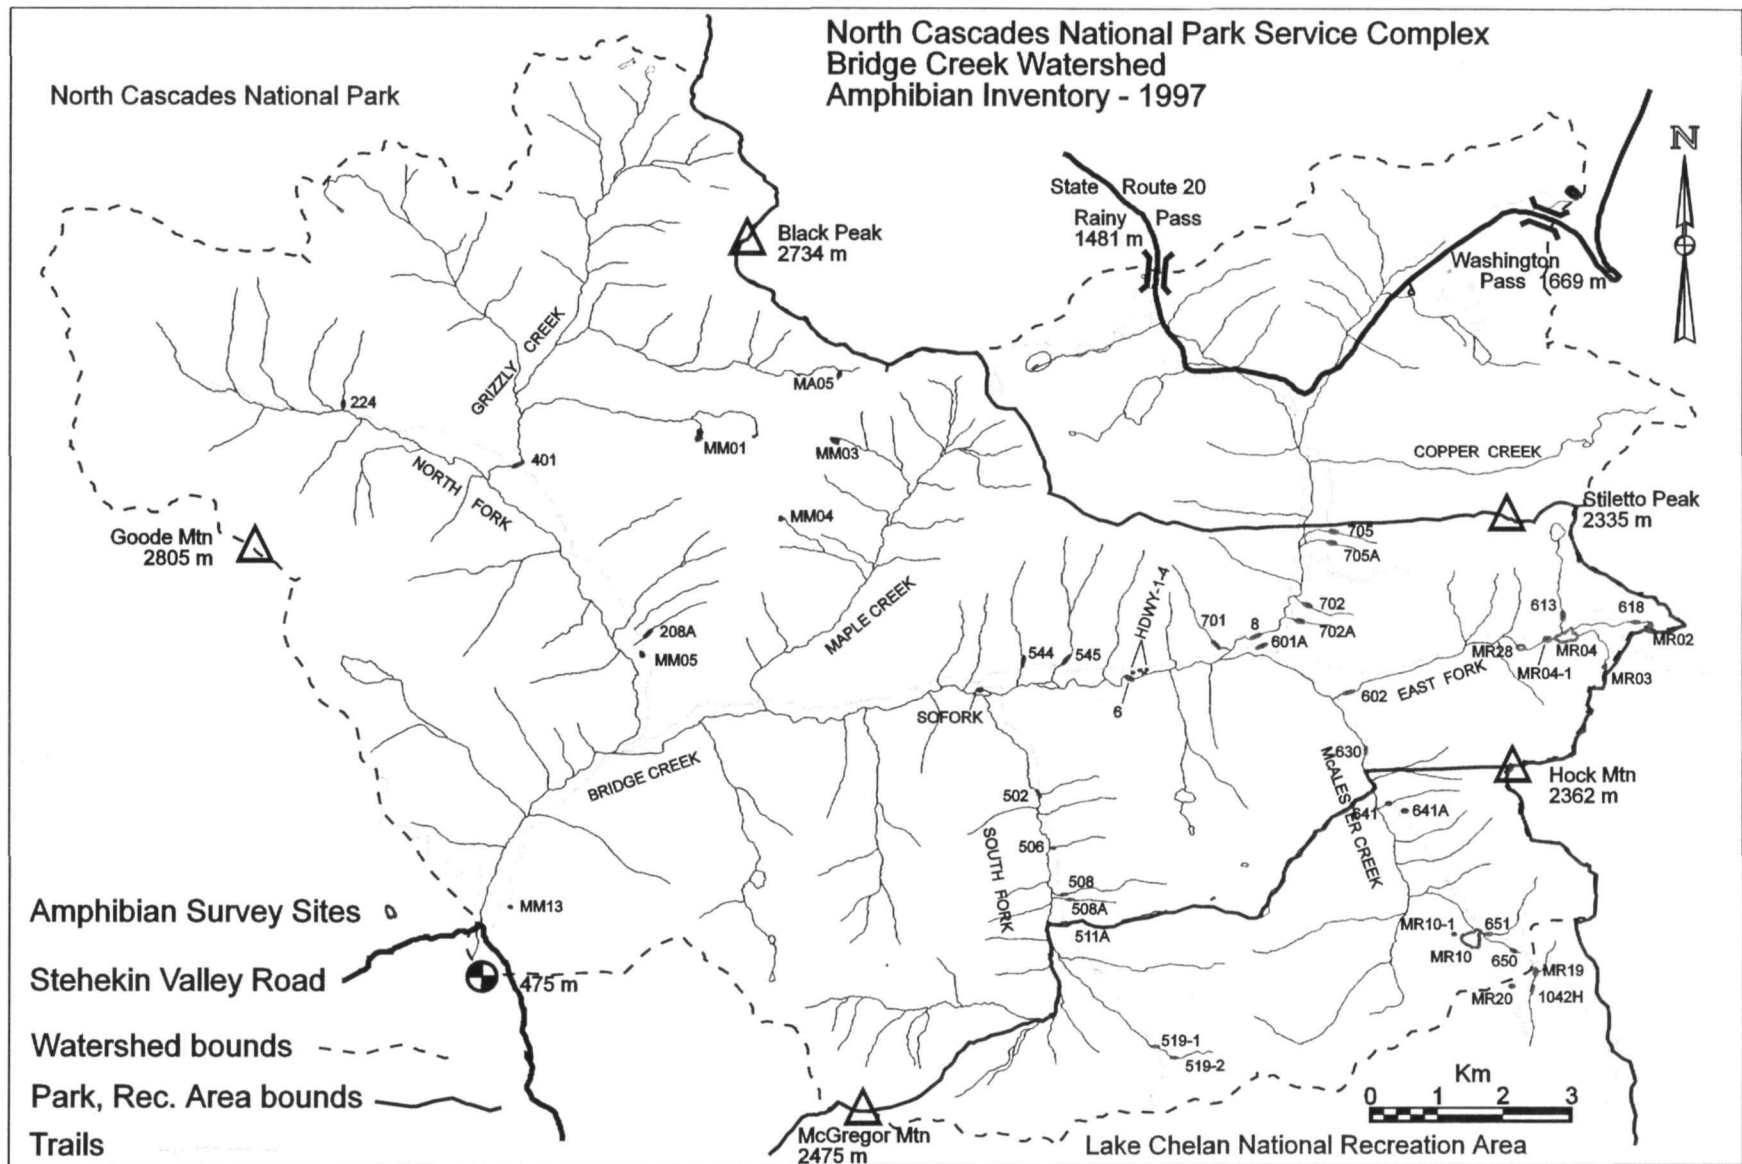 North Cascades National Park Service Complex
Bridge Creek Watershed
Amphibian Inventory - 1997
North Cascades National Park
N
State Route 20
Rainy Pass
1481 m
Black Peak
2734 m
Washington
Pass 1669 m
GRIZZLY CREEK
MA05
224
MM01
MM03
COPPER CREEK
401
NORTH FORK
Stiletto Peak
2335 m
MM04
Goode Mtn
2805 m
705
705A
MAPLE CREEK
HDWY-1-4
702
613
618
208A
701
8
702A
601A
MR02
MM05
544
545
MR28
MR04
MR04-1
MR03
EAST FORK
602
SOFORK
6
BRIDGE CREEK
630
McALESTER CREEK
Hock Mtn
2362 m
502
641
641A
SOUTH FORK
506
508
508A
511A
MM13
Amphibian Survey Sites
MR10-1
651
MR10
650
MR19
MR20
1042H
Stehekin Valley Road
475 m
Watershed bounds
519-1
519-2
Km
0 1 2 3
Park, Rec. Area bounds
McGregor Mtn
2475 m
Trails
Lake Chelan National Recreation Area